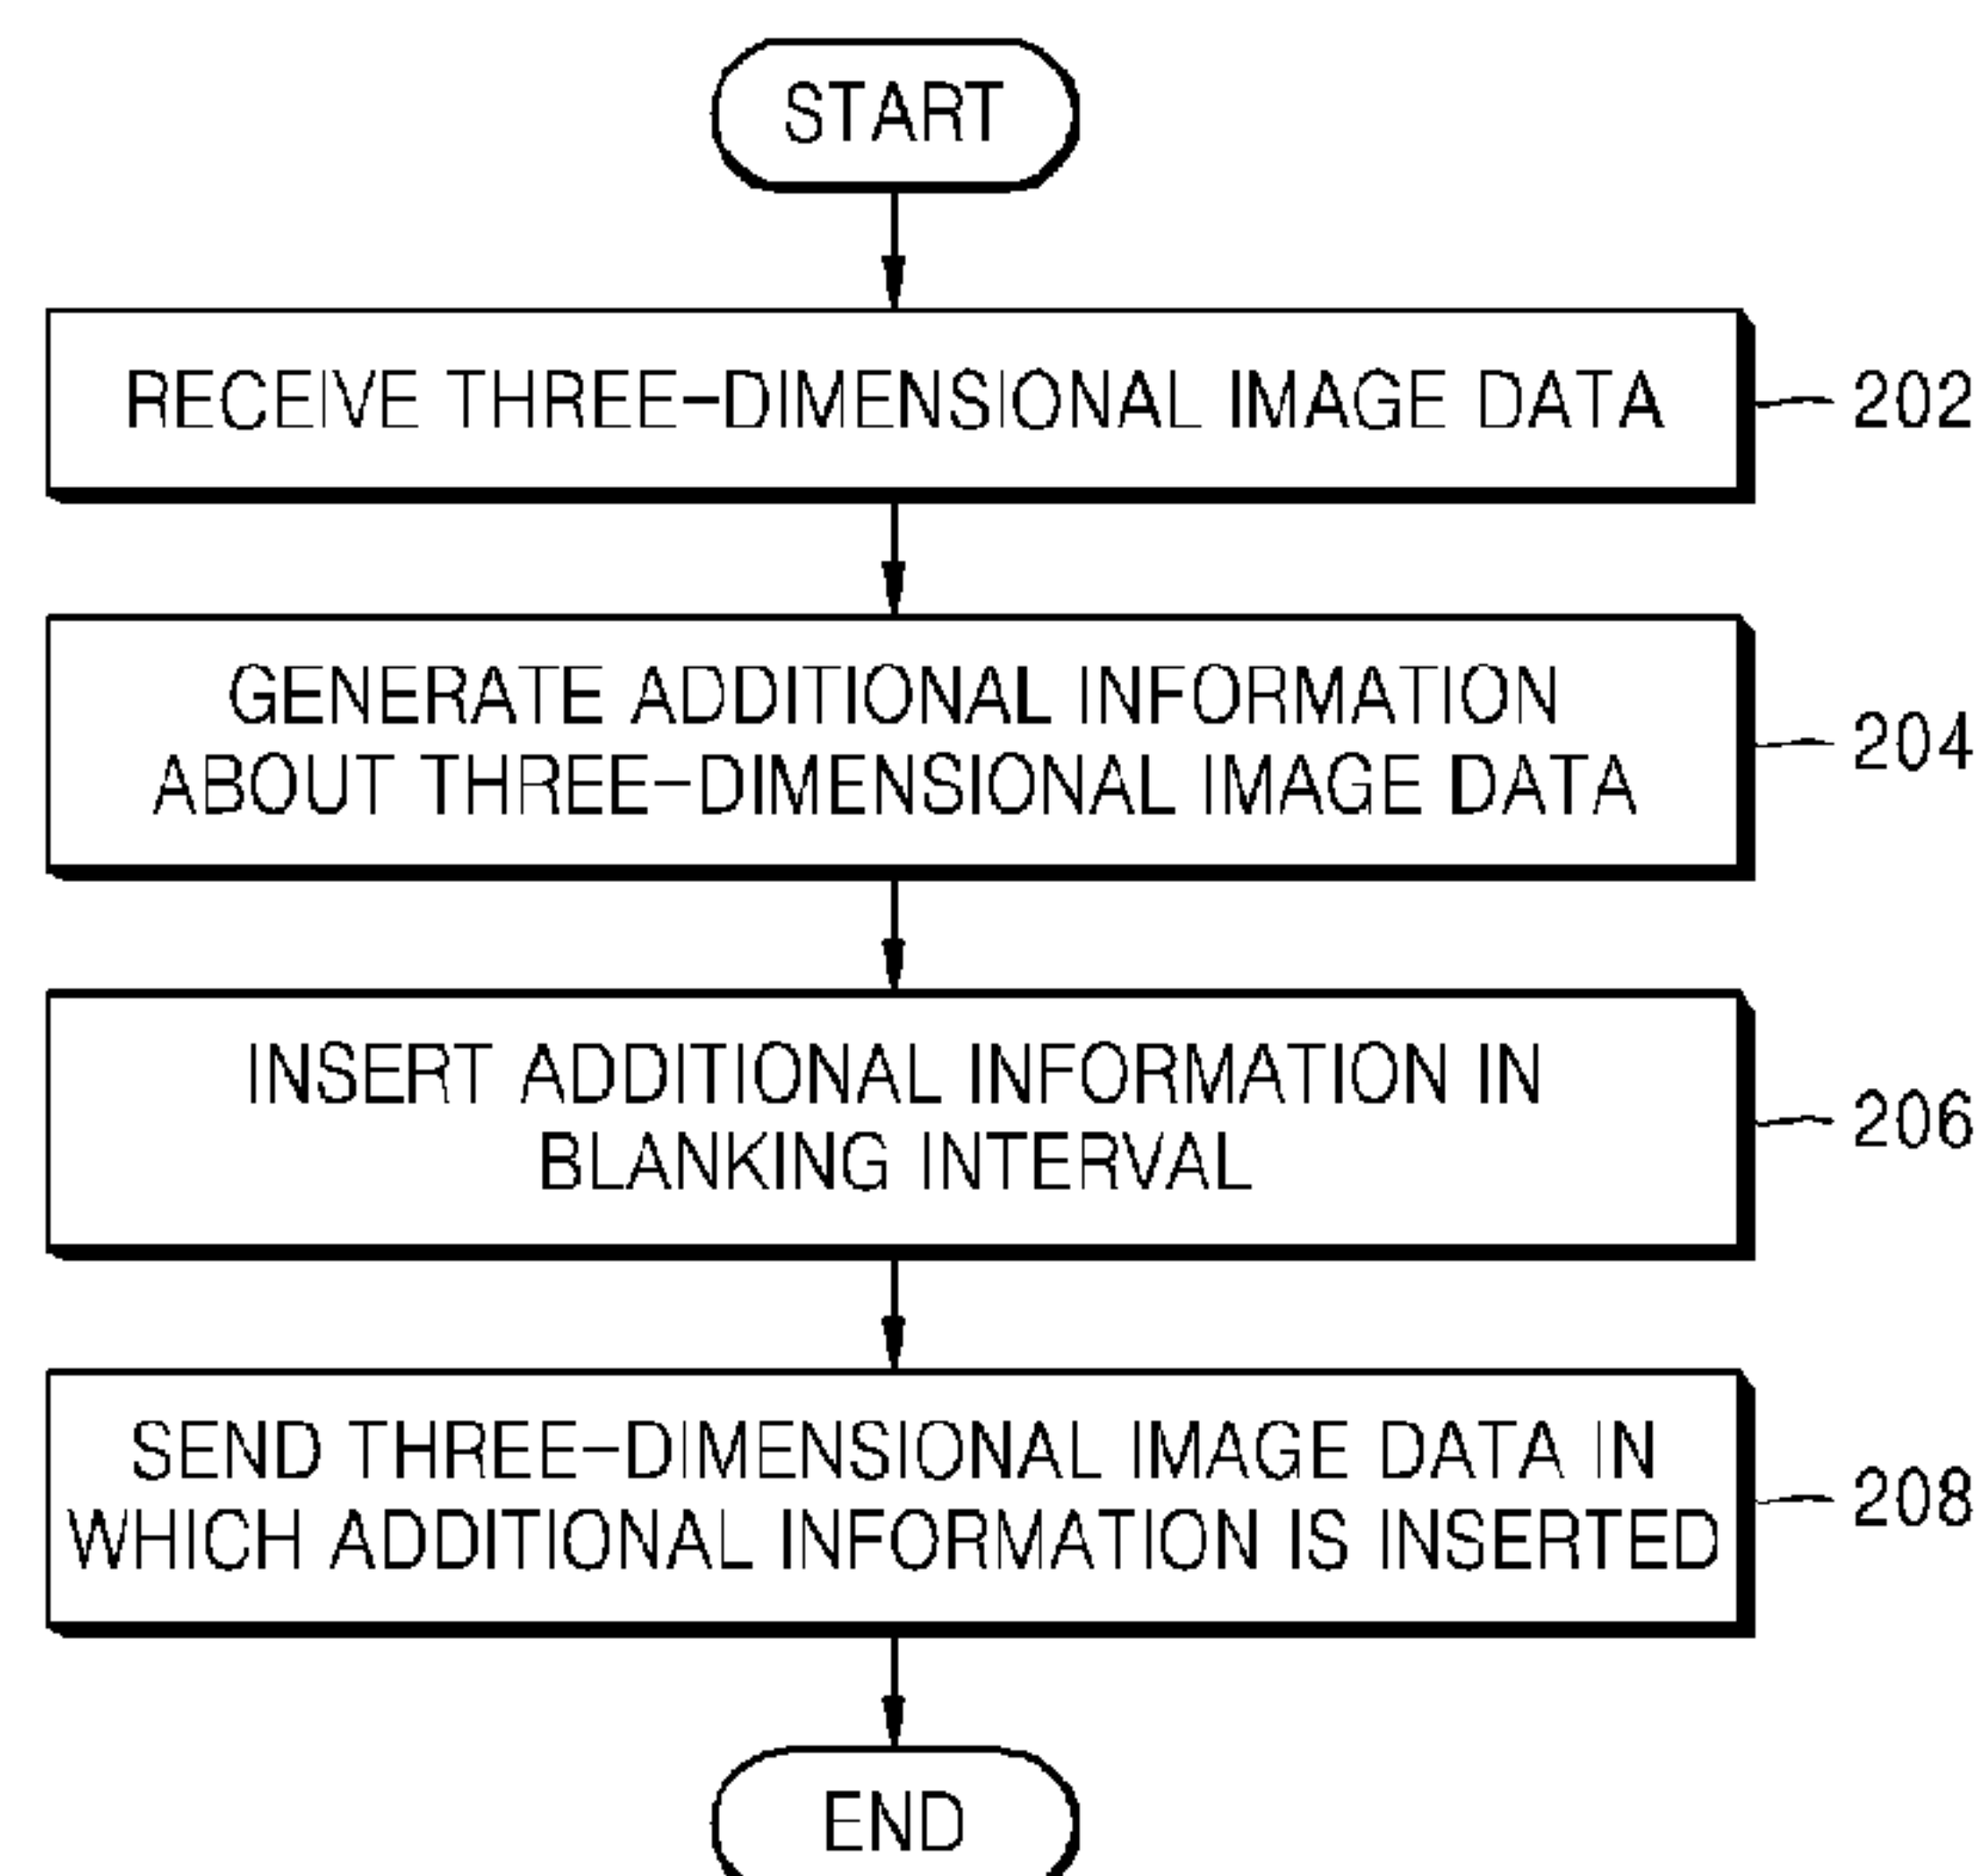 START
RECEIVE THREE-DIMENSIONAL IMAGE DATA
202
GENERATE ADDITIONAL INFORMATION
ABOUT THREE-DIMENSIONAL IMAGE DATA
204
INSERT ADDITIONAL INFORMATION IN
BLANKING INTERVAL
206
SEND THREE-DIMENSIONAL IMAGE DATA IN
WHICH ADDITIONAL INFORMATION IS INSERTED
208
END